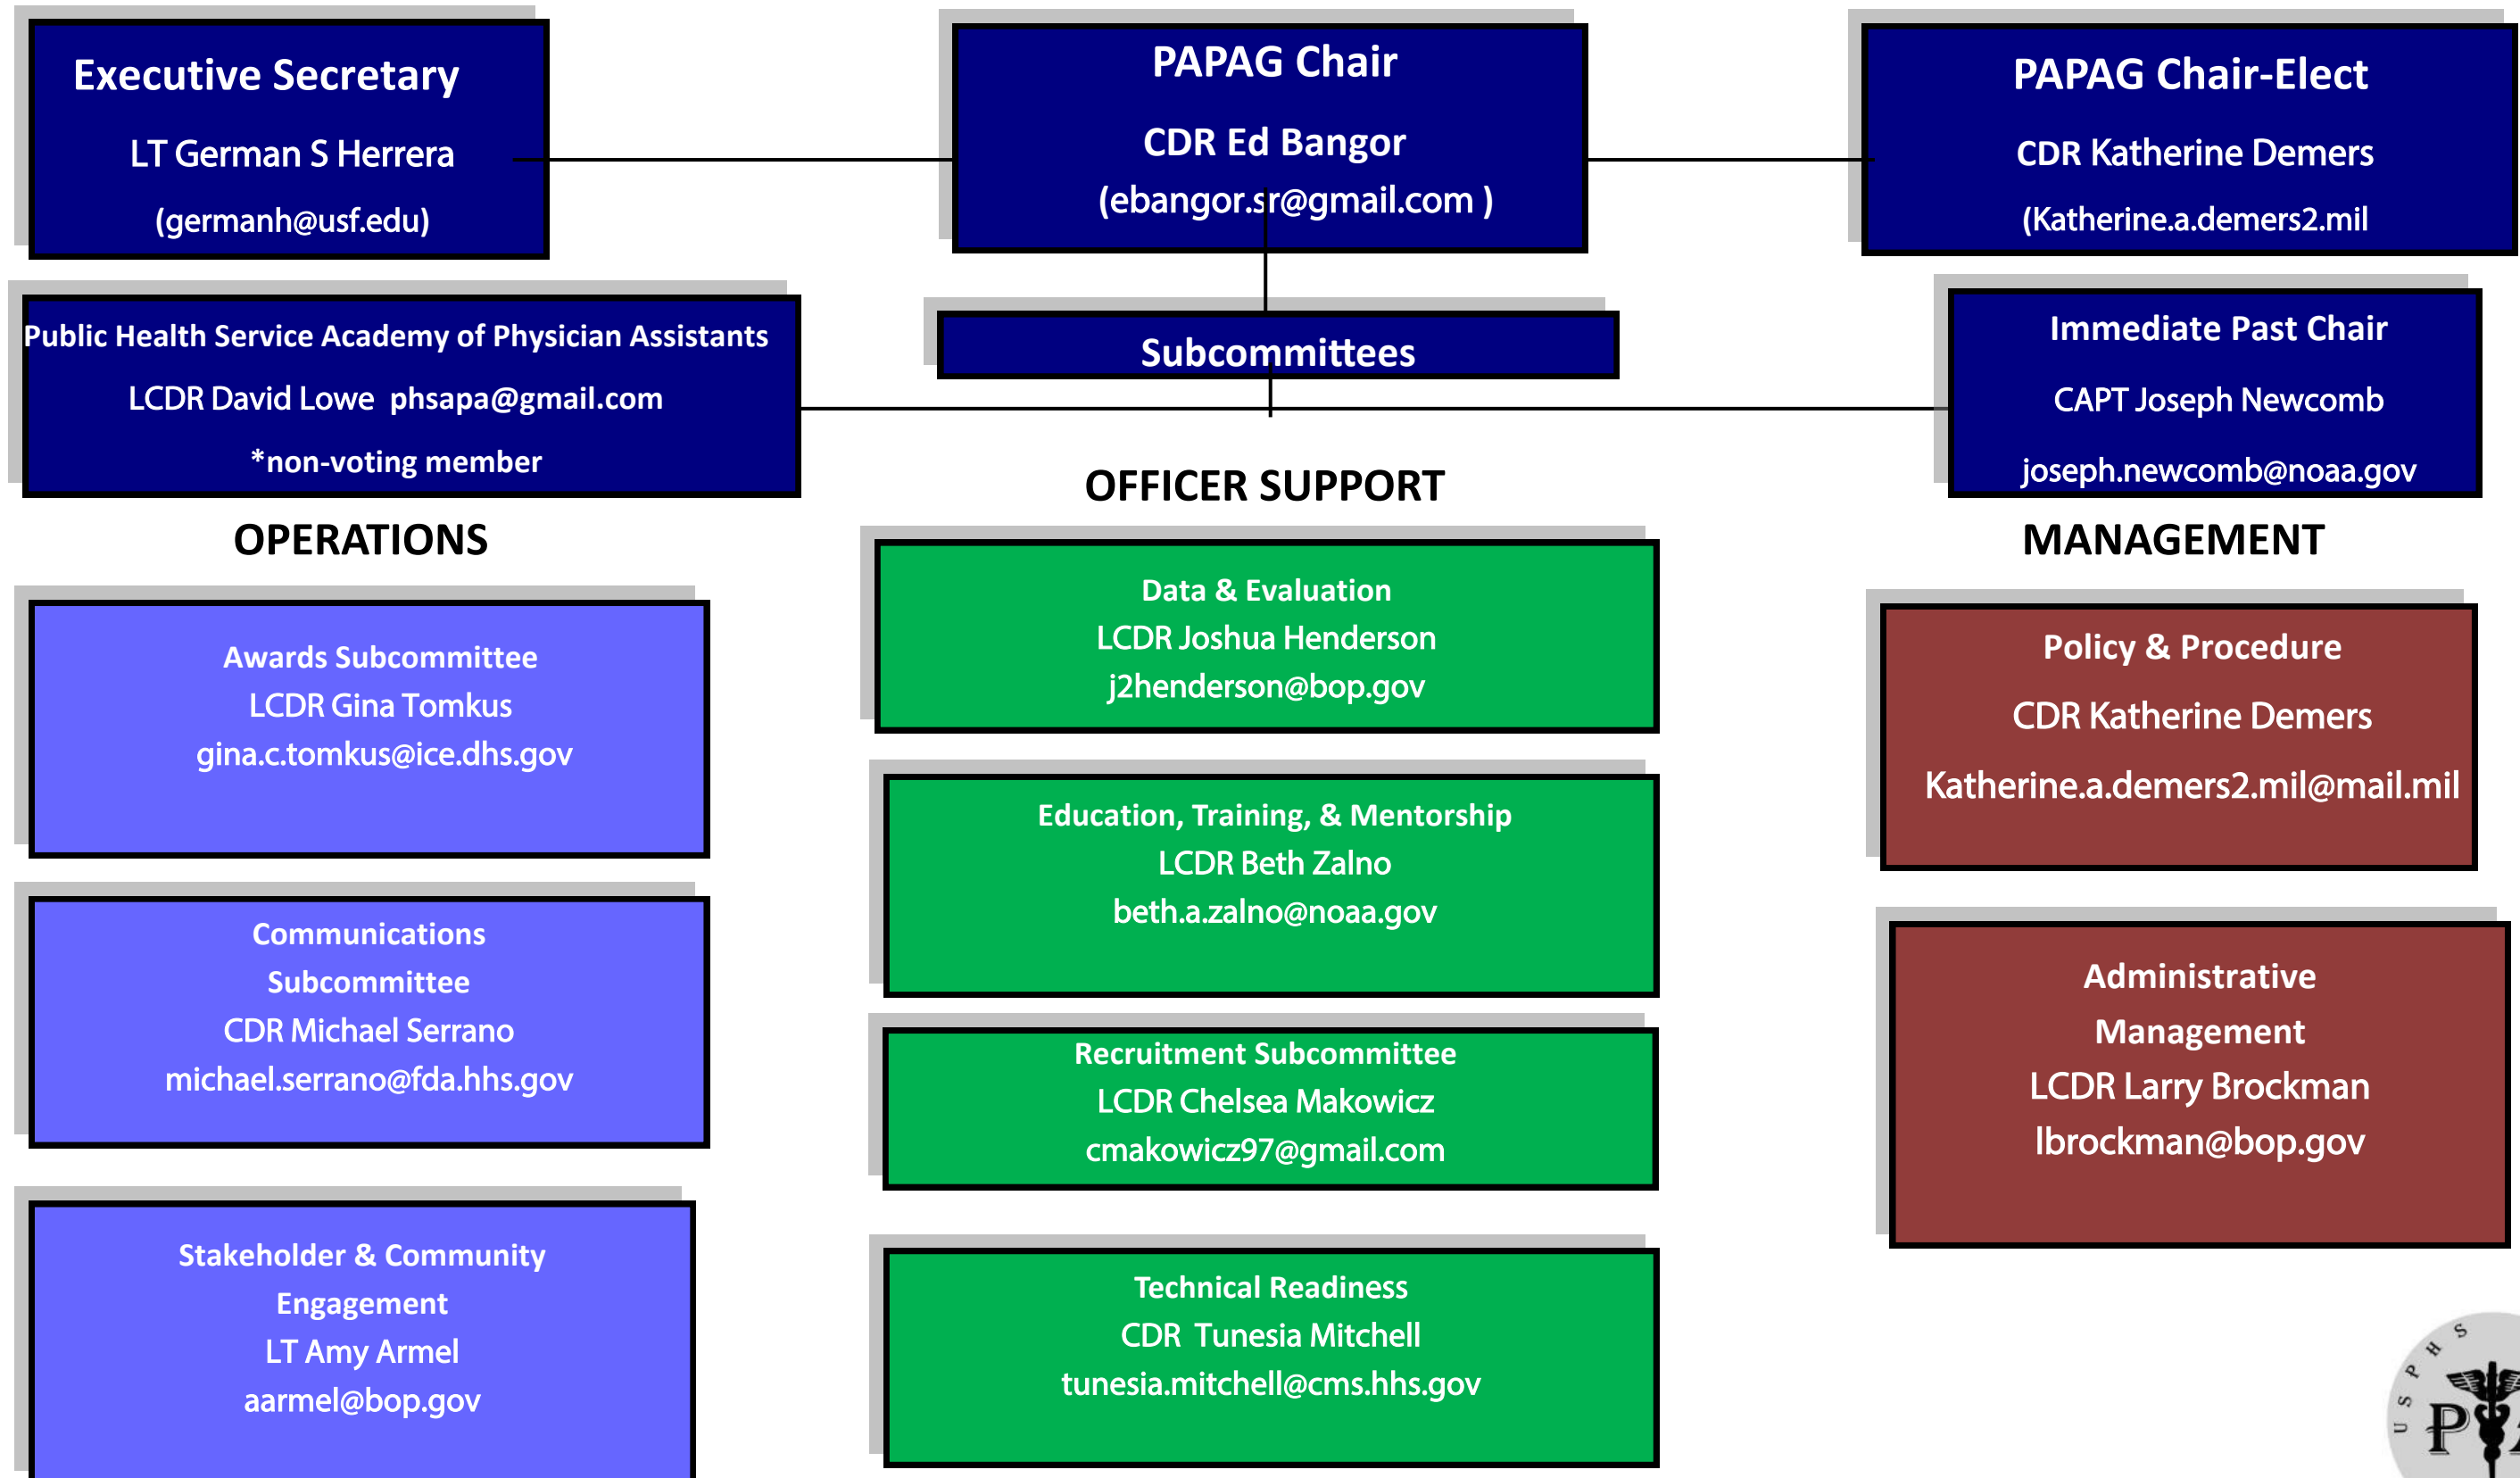 Executive Secretary
LT German S Herrera
(germanh@usf.edu)
PAPAG Chair
CDR Ed Bangor
(ebangor.sr@gmail.com )
PAPAG Chair-Elect
CDR Katherine Demers
(Katherine.a.demers2.mil
Public Health Service Academy of Physician Assistants
LCDR David Lowe phsapa@gmail.com
*non-voting member
Subcommittees
Immediate Past Chair
CAPT Joseph Newcomb
joseph.newcomb@noaa.gov
OPERATIONS
Awards Subcommittee
LCDR Gina Tomkus
gina.c.tomkus@ice.dhs.gov
Communications
Subcommittee
CDR Michael Serrano
michael.serrano@fda.hhs.gov
Stakeholder & Community
Engagement
LT Amy Armel
aarmel@bop.gov
OFFICER SUPPORT
Data & Evaluation
LCDR Joshua Henderson
j2henderson@bop.gov
Education, Training, & Mentorship
LCDR Beth Zalno
beth.a.zalno@noaa.gov
Recruitment Subcommittee
LCDR Chelsea Makowicz
cmakowicz97@gmail.com
Technical Readiness
CDR Tunesia Mitchell
tunesia.mitchell@cms.hhs.gov
MANAGEMENT
Policy & Procedure
CDR Katherine Demers
Katherine.a.demers2.mil@mail.mil
Administrative
Management
LCDR Larry Brockman
lbrockman@bop.gov
USPHS
P